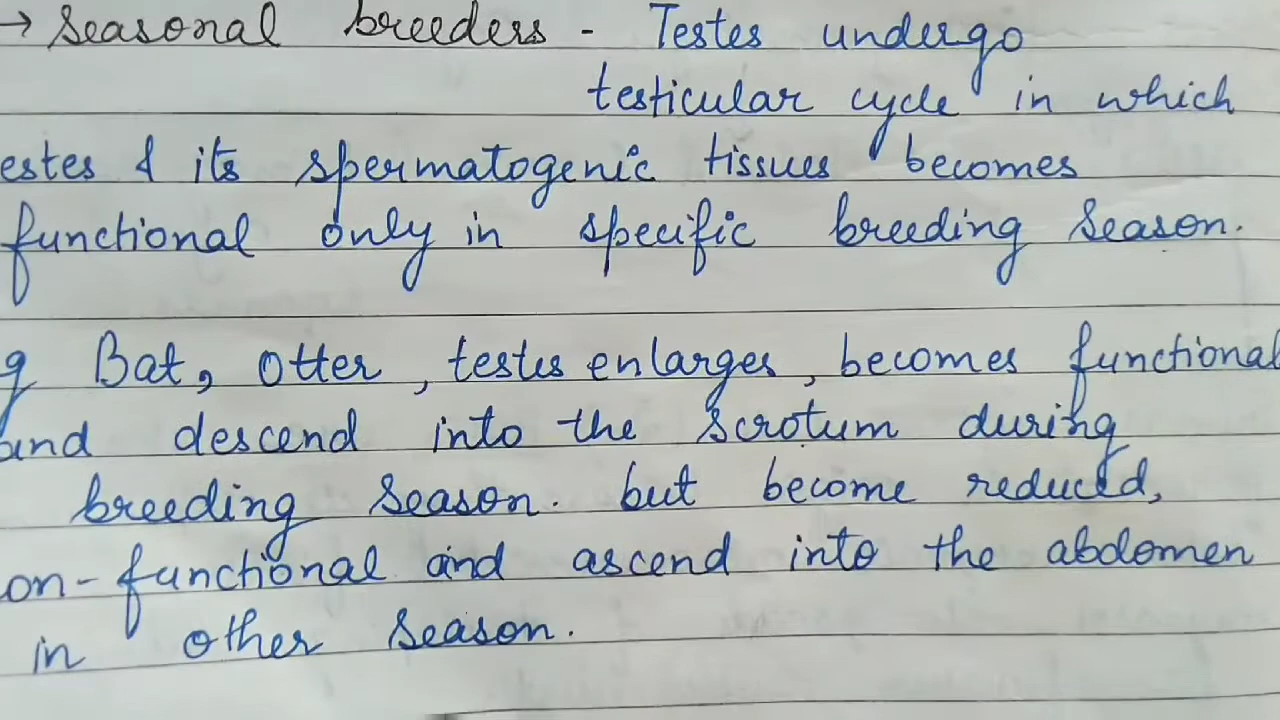 → Seasonal breeders - Testes undergo
testicular cycle in which
estes & its spermatogenic tissues becomes
functional only in specific breeding season.
g Bat, otter, testes enlarges, becomes functional
and descend into the scrotum during
breeding season. but become reduced,
on-functional and ascend into the abdomen
in other season.